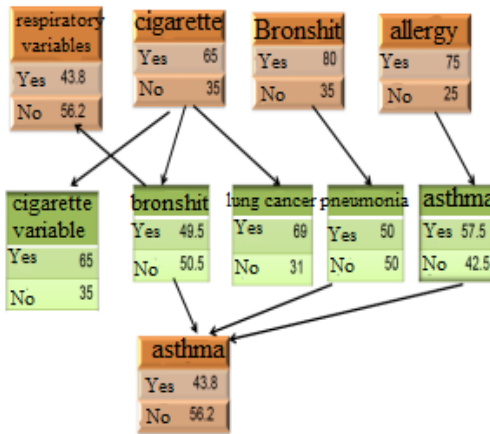 respiratory
variables
Yes 43.8
No 56.2
cigarette
Yes 65
No 35
Bronshit
Yes 80
No 35
allergy
Yes 75
No 25
cigarette
variable
Yes 65
No 35
bronshit
Yes 49.5
No 50.5
lung cancer
Yes 69
No 31
pneumonia
Yes 50
No 50
asthma
Yes 57.5
No 42.5
asthma
Yes 43.8
No 56.2